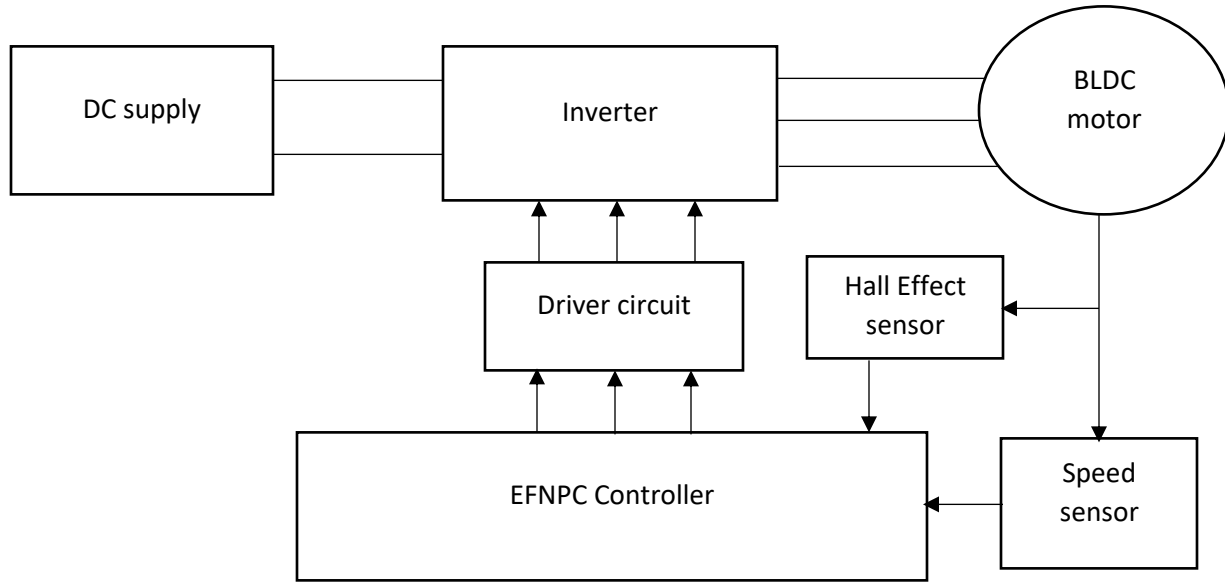 DC supply
Inverter
BLDC
motor
Driver circuit
Hall Effect
sensor
EFNPC Controller
Speed
sensor